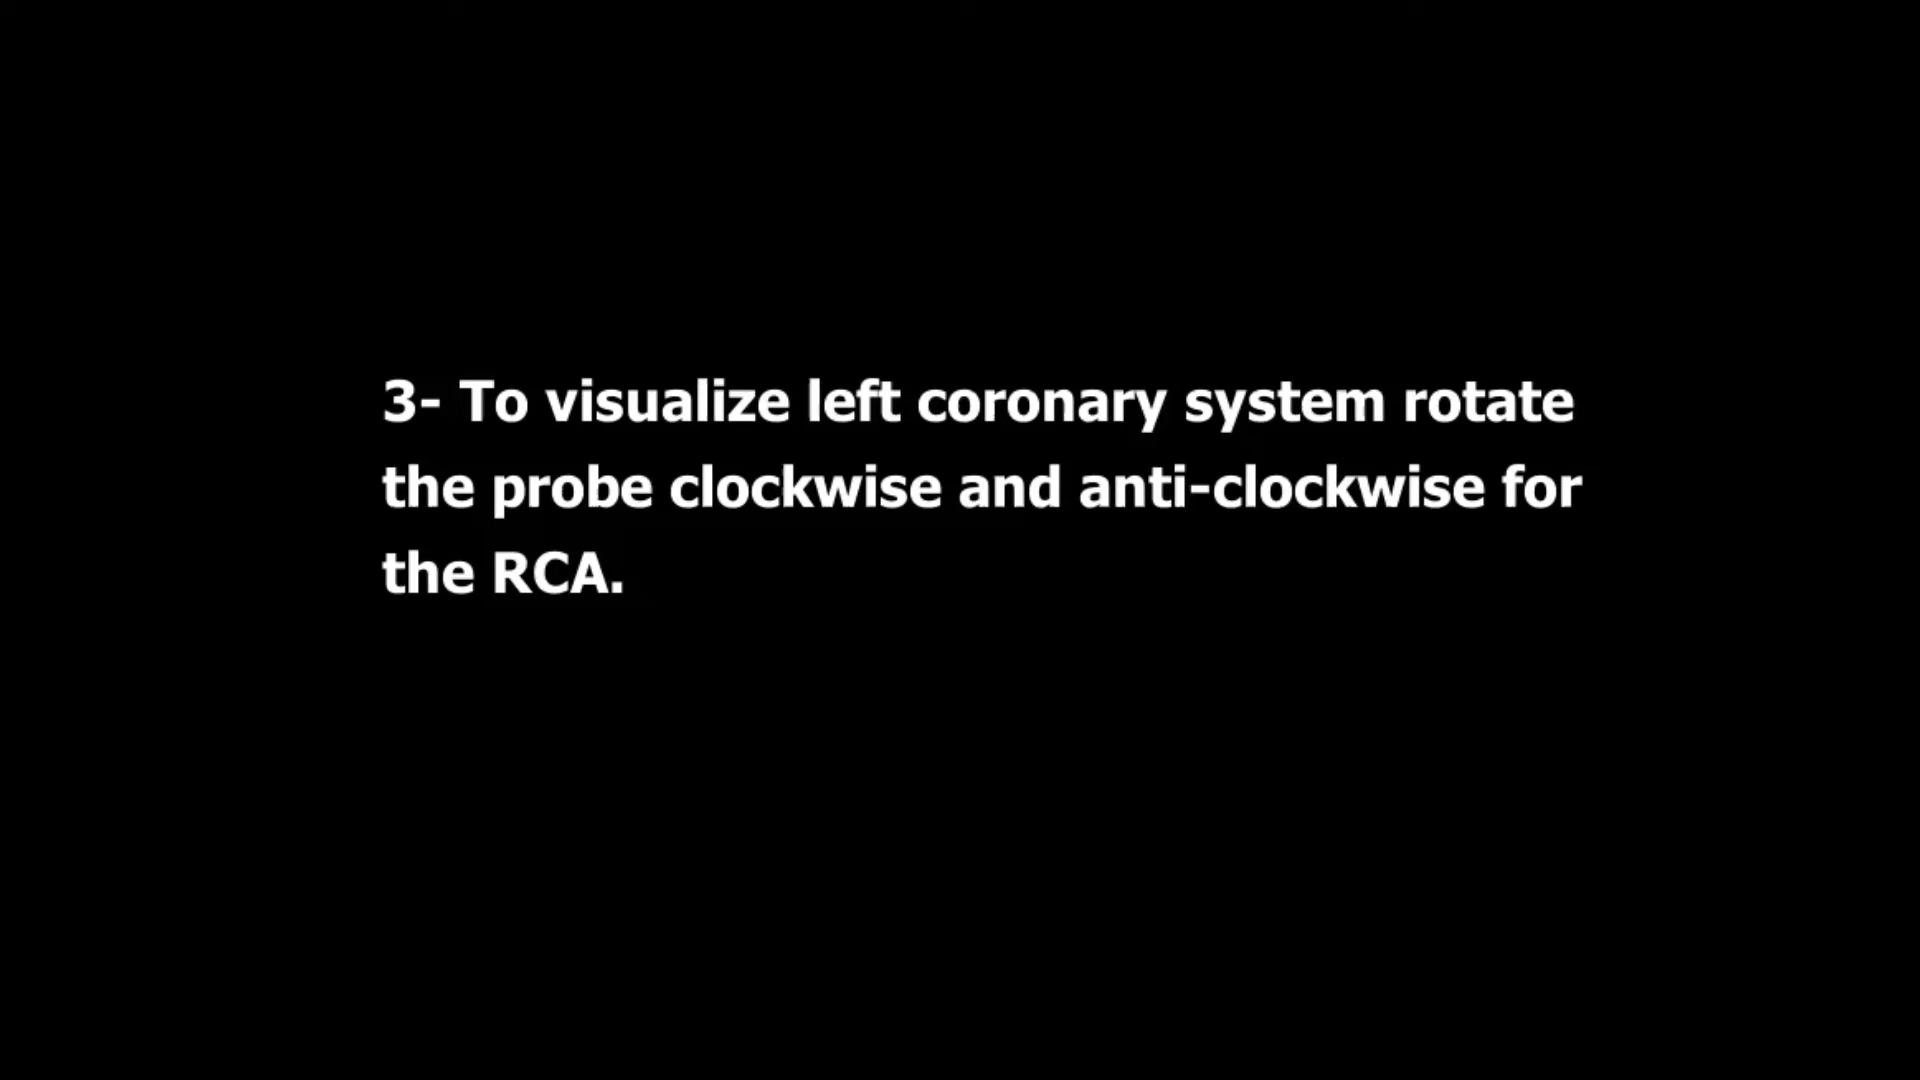 3- To visualize left coronary system rotate
the probe clockwise and anti-clockwise for
the RCA.